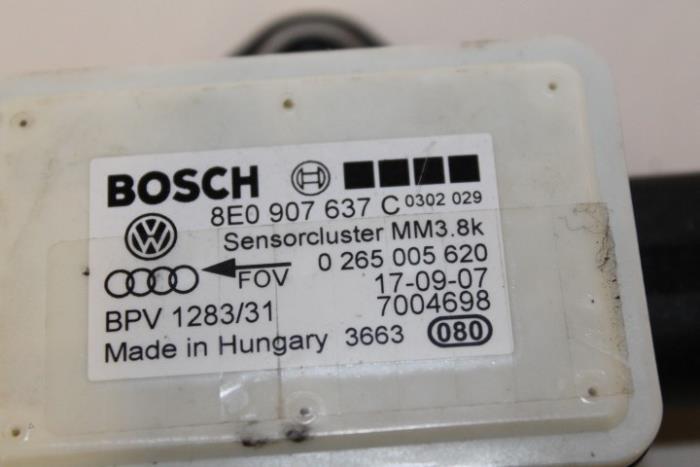 BOSCH
8E0 907 637 C 0302 029
Sensorcluster MM3.8k
FOV 0 265 005 620
17-09-07
BPV 1283/31 7004698
Made in Hungary 3663 080